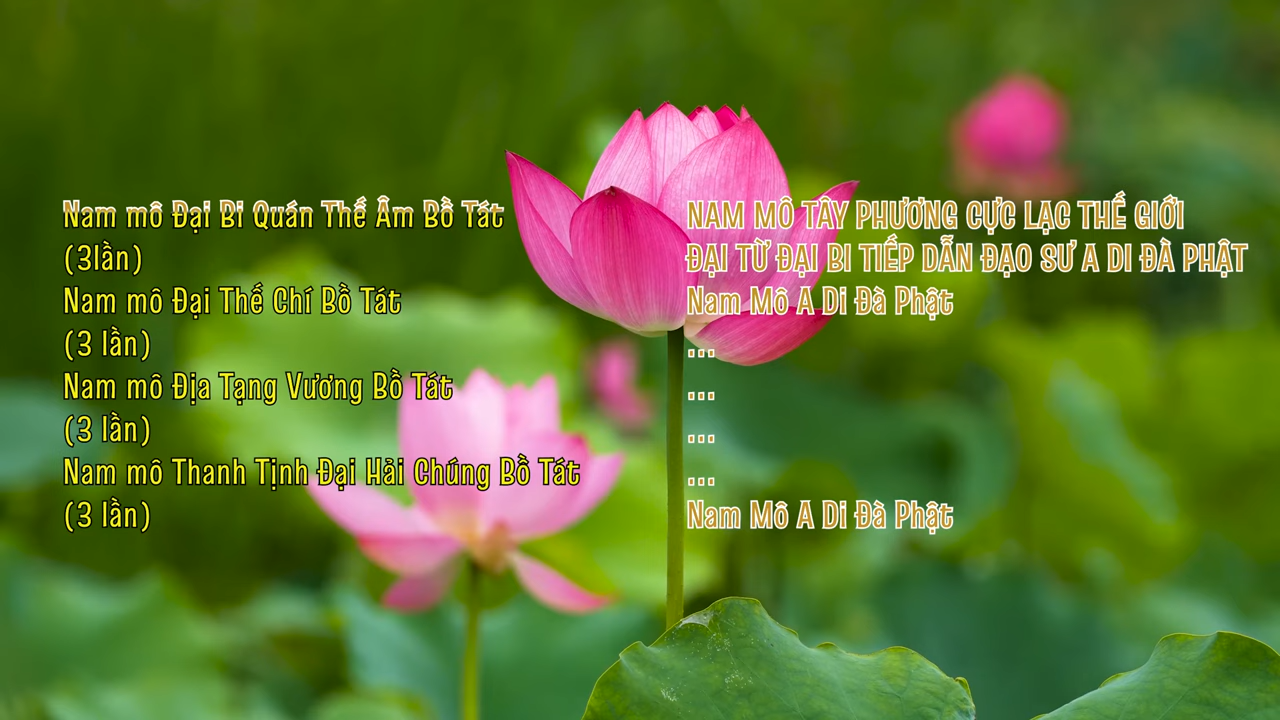 Nam mô Đại Bi Quán Thế Âm Bồ Tát
(3lần)
Nam mô Đại Thế Chí Bồ Tát
(3 lần)
Nam mô Địa Tạng Vương Bồ Tát
(3 lần)
Nam mô Thanh Tịnh Đại Hải Chúng Bồ Tát
(3 lần)
NAM MÔ TÂY PHƯƠNG CỰC LẠC THẾ GIỚI
ĐẠI TỪ ĐẠI BI TIẾP DẪN ĐẠO SƯ A DI ĐÀ PHẬT
Nam Mô A Di Đà Phật
...
...
...
...
Nam Mô A Di Đà Phật